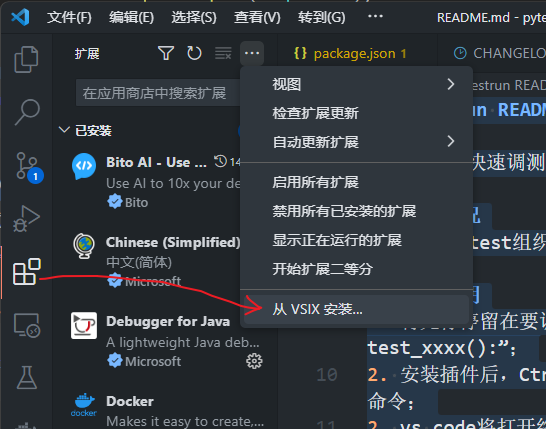 文件(F) 编辑(E) 选择(S) 查看(V) 转到(G) ··· README.md - pyte
扩展
{} package.json 1
CHANGELO
在应用商店中搜索扩展
已安装
Bito AI - Use ... 14
Use AI to 10x your de
Bito
Chinese (Simplified)
中文(简体)
Microsoft
Debugger for Java
A lightweight Java deb...
Microsoft
Docker
Makes it easy to create,
1
视图
检查扩展更新
自动更新扩展
启用所有扩展
禁用所有已安装的扩展
显示正在运行的扩展
开始扩展二等分
从 VSIX 安装...
estrun READM
un READ
快速调测
test组织
test_xxxx():”；
10 2. 安装插件后，Ctr
命令；